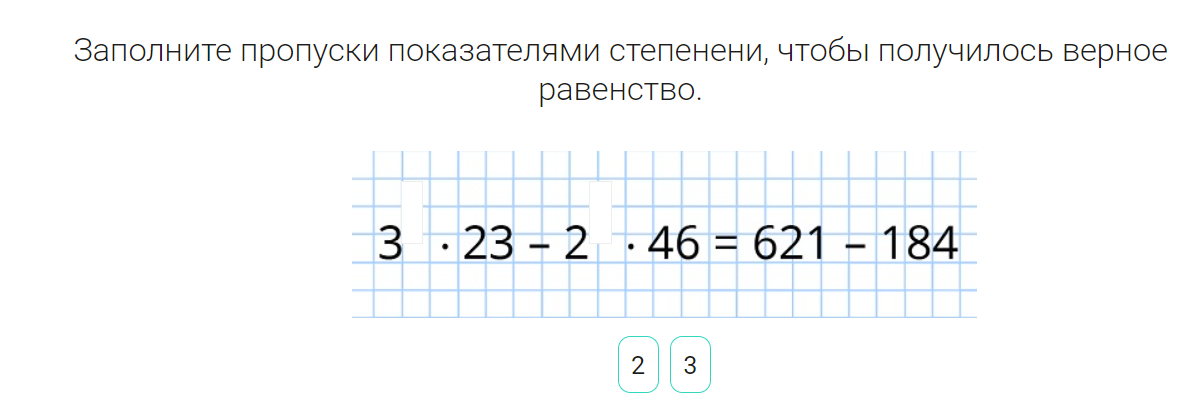 Заполните пропуски показателями степенени, чтобы получилось верное
равенство.
3 · 23 – 2 · 46 = 621 – 184
2 3